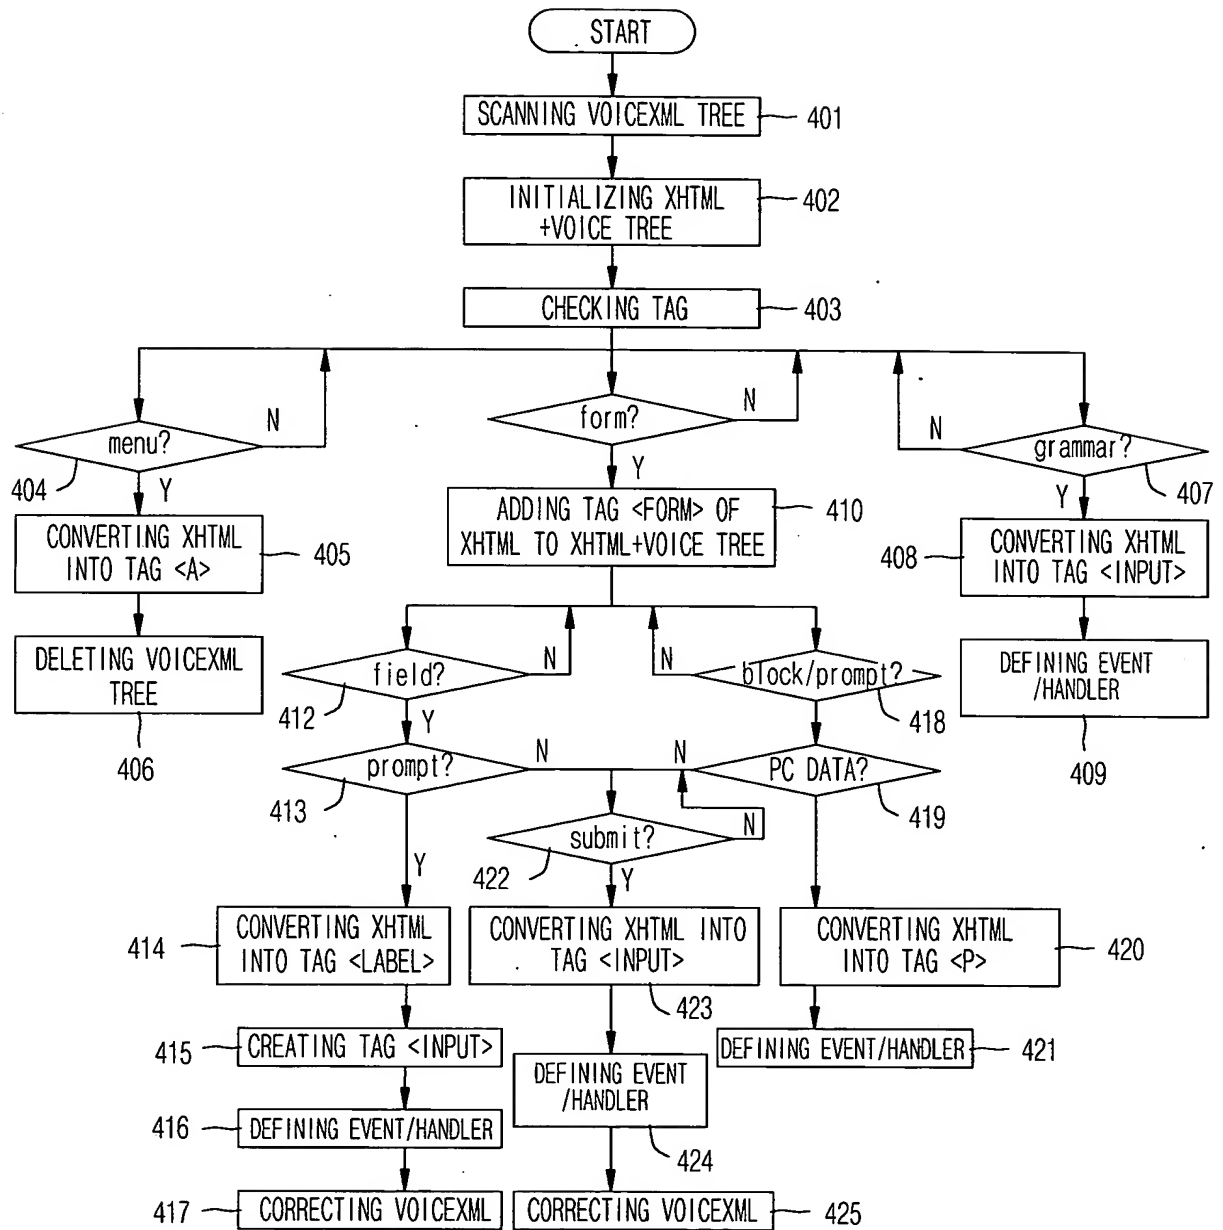 START
SCANNING VOICEXML TREE
401
INITIALIZING XHTML
+VOICE TREE
402
CHECKING TAG
403
menu?
N
404
Y
form?
N
Y
grammar?
N
407
Y
CONVERTING XHTML
INTO TAG <A>
405
ADDING TAG <FORM> OF
XHTML TO XHTML+VOICE TREE
410
CONVERTING XHTML
INTO TAG <INPUT>
408
DELETING VOICEXML
TREE
406
field?
N
412
Y
block/prompt?
N
418
DEFINING EVENT
/HANDLER
409
prompt?
N
413
Y
PC DATA?
N
419
submit?
N
422
Y
CONVERTING XHTML
INTO TAG <LABEL>
414
CONVERTING XHTML INTO
TAG <INPUT>
423
CONVERTING XHTML
INTO TAG <P>
420
CREATING TAG <INPUT>
415
DEFINING EVENT
/HANDLER
424
DEFINING EVENT/HANDLER
421
DEFINING EVENT/HANDLER
416
CORRECTING VOICEXML
417
CORRECTING VOICEXML
425